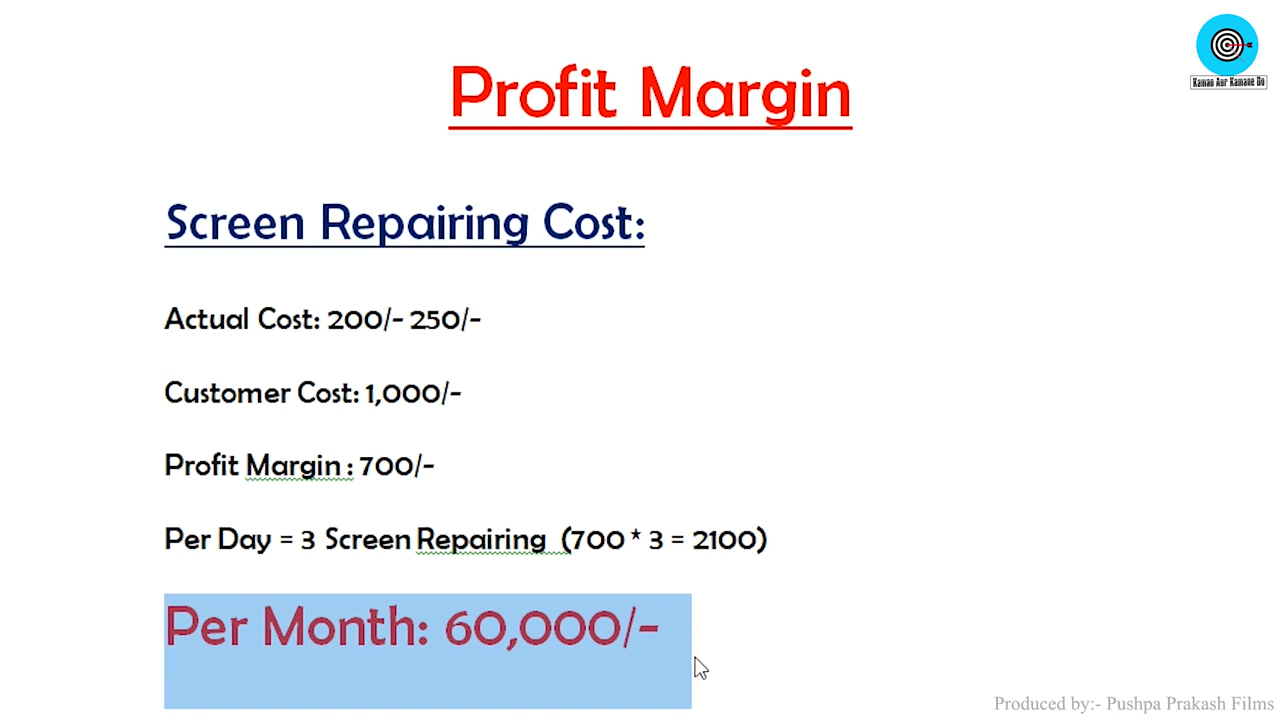 Kamao Aur Kamane Do
Profit Margin
Screen Repairing Cost:
Actual Cost: 200/- 250/-
Customer Cost: 1,000/-
Profit Margin : 700/-
Per Day = 3 Screen Repairing (700 * 3 = 2100)
Per Month: 60,000/-
Produced by:- Pushpa Prakash Films